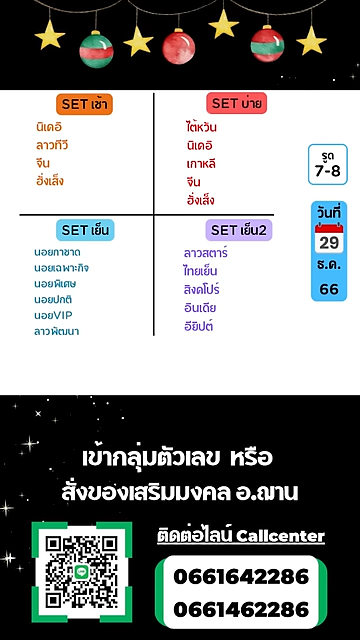 SET เช้า
นิเคอิ
ลาวทีวี
จีน
ฮั่งเส็ง
SET บ่าย
ไต้หวัน
นิเคอิ
เกาหลี
จีน
ฮั่งเส็ง
รูด
7-8
วันที่
29
ธ.ค.
66
SET เย็น
นอยกาชาด
นอยเฉพาะกิจ
นอยพิเศษ
นอยปกติ
นอยVIP
ลาวพัฒนา
SET เย็น2
ลาวสตาร์
ไทยเย็น
สิงคโปร์
อินเดีย
อียิปต์
เข้ากลุ่มตัวเลข หรือ
สั่งของเสริมมงคล อ.ฌาน
ติดต่อไลน์ Callcenter
0661642286
0661462286